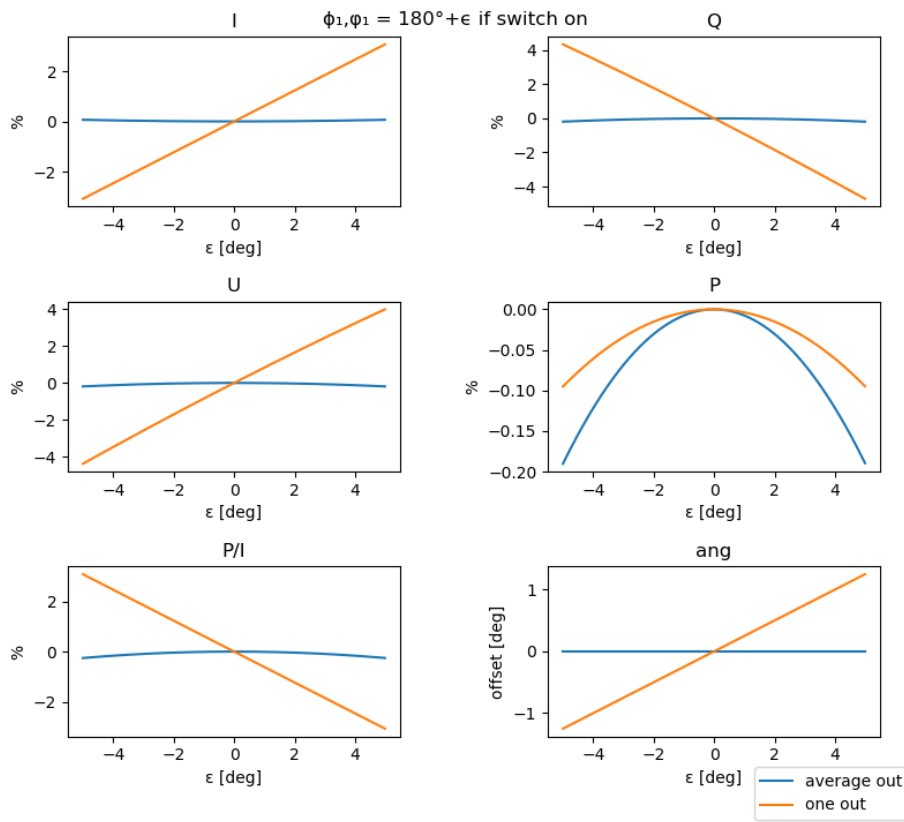 I
ϕ₁,φ₁ = 180°+ϵ if switch on
Q
%
2
0
−2
−4 −2 0 2 4
ε [deg]
%
4
2
0
−2
−4
−4 −2 0 2 4
ε [deg]
U
%
4
2
0
−2
−4
−4 −2 0 2 4
ε [deg]
P
%
0.00
−0.05
−0.10
−0.15
−0.20
−4 −2 0 2 4
ε [deg]
P/I
%
2
0
−2
−4 −2 0 2 4
ε [deg]
ang
offset [deg]
1
0
−1
−4 −2 0 2 4
ε [deg]
average out
one out